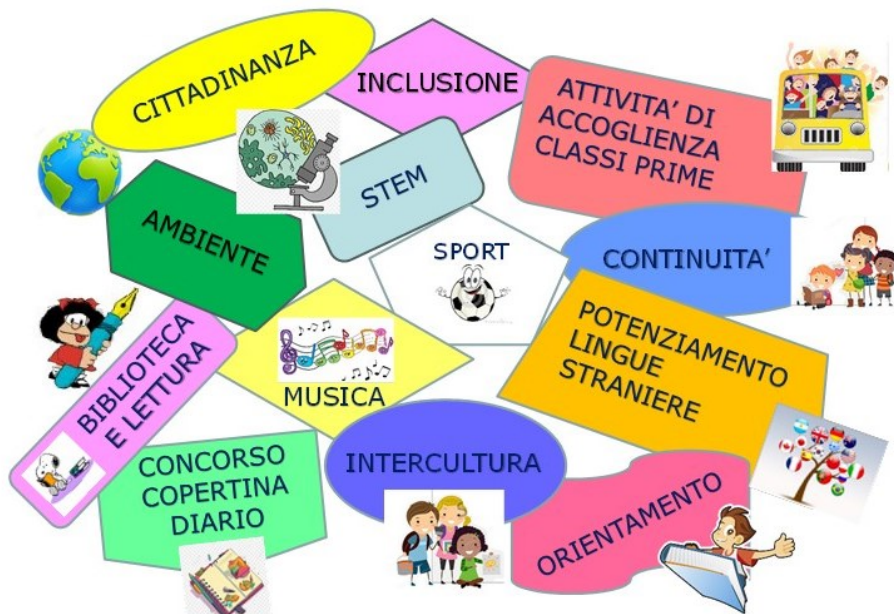 CITTADINANZA
INCLUSIONE
ATTIVITA' DI
ACCOGLIENZA
CLASSI PRIME
STEM
AMBIENTE
SPORT
CONTINUITA'
BIBLIOTECA
E LETTURA
MUSICA
POTENZIAMENTO
LINGUE
STRANIERE
CONCORSO
COPERTINA
DIARIO
INTERCULTURA
ORIENTAMENTO